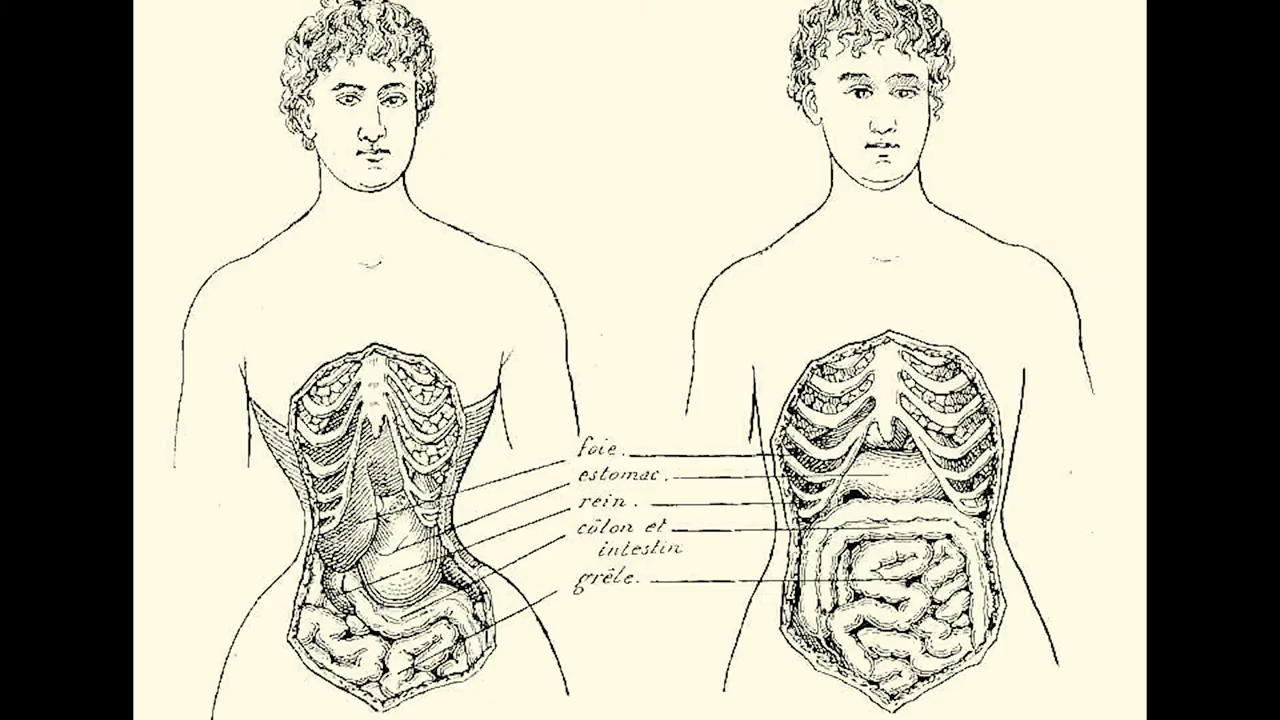 foie.
estomac.
rein.
côlon et
intestin
grêle.